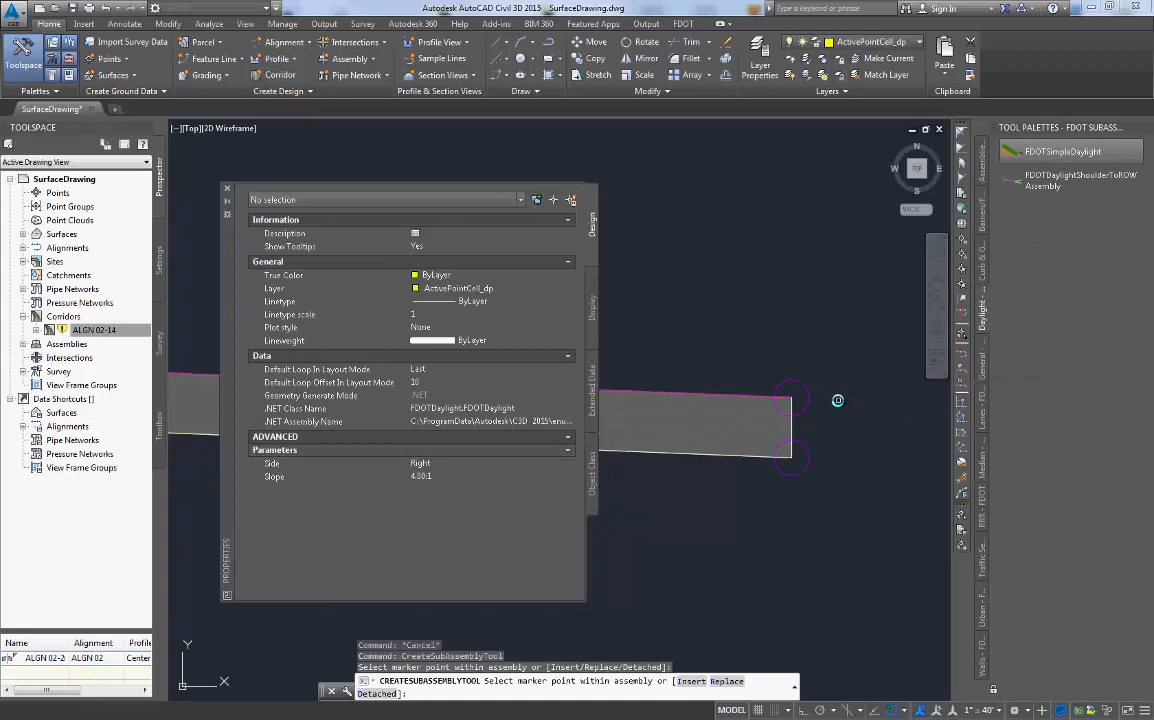 Autodesk AutoCAD Civil 3D 2015   SurfaceDrawing.dwg
Type a keyword or phrase
Sign In
Home Insert Annotate Modify Analyze View Manage Output Survey Autodesk 360 Help Add-ins BIM 360 Featured Apps Output FDOT
Toolspace
Import Survey Data
Points
Surfaces
Parcel
Feature Line
Grading
Alignment
Profile
Corridor
Intersections
Assembly
Pipe Network
Profile View
Sample Lines
Section Views
Move Rotate Trim
Copy Mirror Fillet
Stretch Scale Array
Layer Properties
ActivePointCell_dp
Make Current
Match Layer
Paste
Palettes Create Ground Data Create Design Profile & Section Views Draw Modify Layers Clipboard
SurfaceDrawing*
TOOLSPACE
Active Drawing View
SurfaceDrawing
Points
Point Groups
Point Clouds
Surfaces
Alignments
Sites
Catchments
Pipe Networks
Pressure Networks
Corridors
ALGN 02-14
Assemblies
Intersections
Survey
View Frame Groups
Data Shortcuts []
Surfaces
Alignments
Pipe Networks
Pressure Networks
View Frame Groups
Prospector
Settings
Survey
Toolbox
Name Alignment Profile
ALGN 02-2 ALGN 02 Center
[−][Top][2D Wireframe]
No selection
Information
Description
Show Tooltips Yes
General
True Color ByLayer
Layer ActivePointCell_dp
Linetype ByLayer
Linetype scale 1
Plot style None
Lineweight ByLayer
Data
Default Loop In Layout Mode Last
Default Loop Offset In Layout Mode 10
Geometry Generate Mode .NET
.NET Class Name FDOTDaylight.FDOTDaylight
.NET Assembly Name C:\ProgramData\Autodesk\C3D 2015\enu...
ADVANCED
Parameters
Side Right
Slope 4.00:1
Design
Display
Extended Data
Object Class
PROPERTIES
N
W TOP E
S
WCS
TOOL PALETTES - FDOT SUBASS...
FDOTSimpleDaylight
FDOTDaylightShoulderToROW
Assembly
Y
X
Command: *Cancel*
Command: CreateSubAssemblyTool
Select marker point within assembly or [Insert/Replace/Detached]:
CREATESUBASSEMBLYTOOL Select marker point within assembly or [Insert Replace
Detached]:
MODEL
1" = 40'